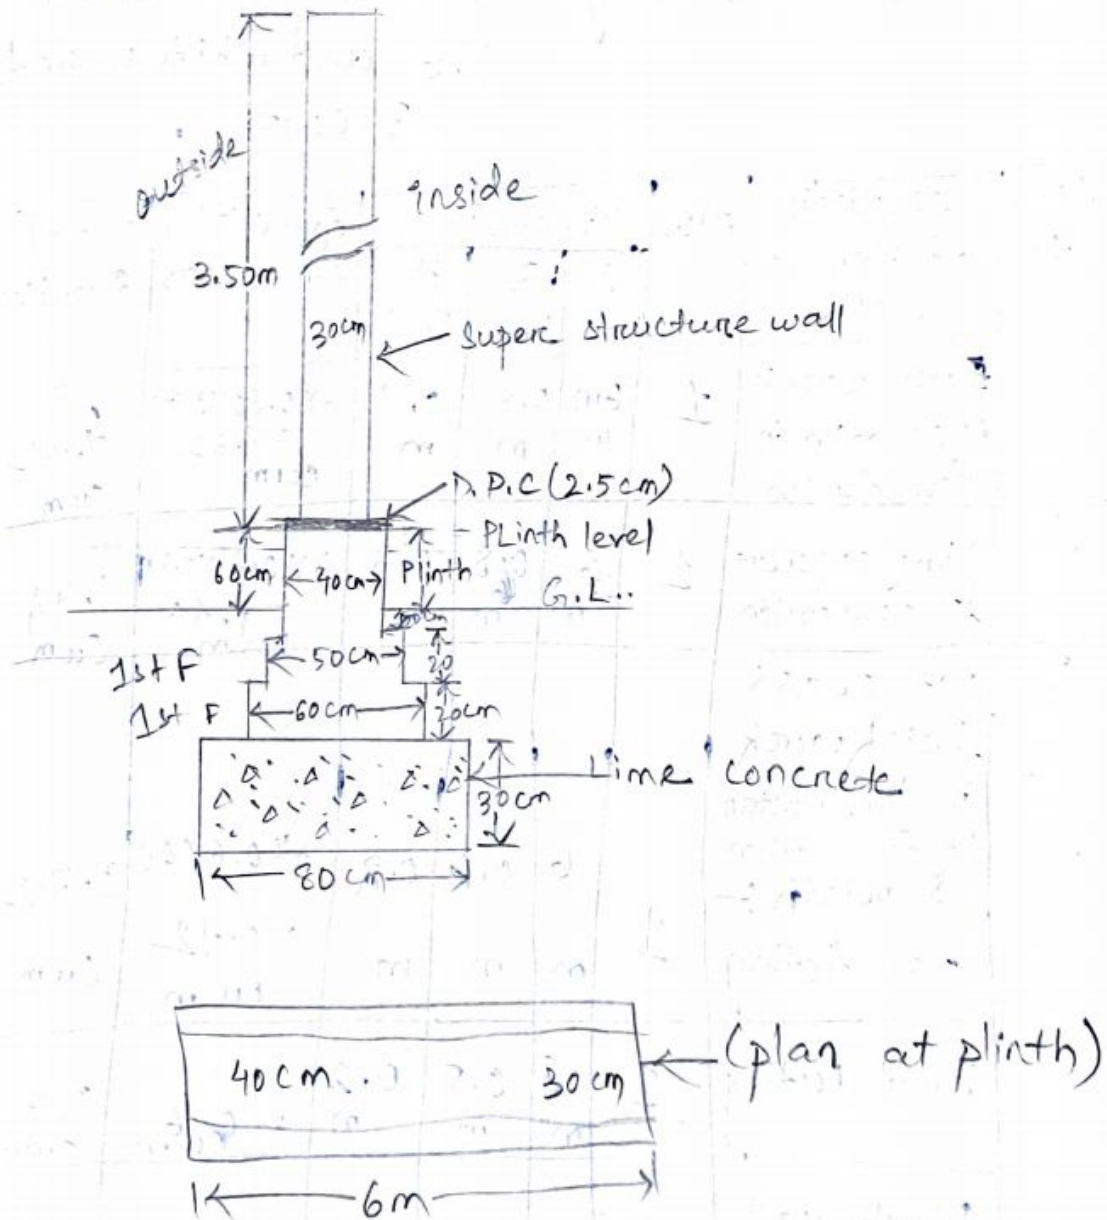 outside
inside
3.50m
30cm
Super structure wall
D.P.C (2.5cm)
PLinth level
60cm
40cm
Plinth
G.L..
1st F
50cm
20
1st F
60cm
20cm
Lime concrete
30cm
80cm
40cm.
30cm
(plan at plinth)
6m